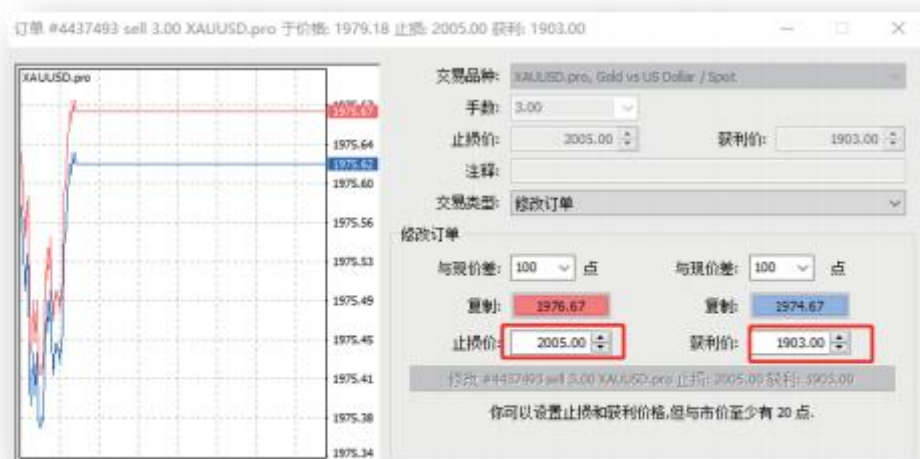 订单 #4437493 sell 3.00 XAUUSD.pro 于价格: 1979.18 止损: 2005.00 获利: 1903.00
XAUUSD.pro
1975.67
1975.64
1975.62
1975.60
1975.56
1975.53
1975.49
1975.45
1975.41
1975.38
1975.34
交易品种: XAUUSD.pro, Gold vs US Dollar / Spot
手数: 3.00
止损价: 2005.00 获利价: 1903.00
注释:
交易类型: 修改订单
修改订单
与现价差: 100 点 与现价差: 100 点
复制: 1976.67 复制: 1974.67
止损价: 2005.00 获利价: 1903.00
修改 #4437493 sell 3.00 XAUUSD.pro 止损: 2005.00 获利: 1903.00
你可以设置止损和获利价格,但与市价至少有 20 点.